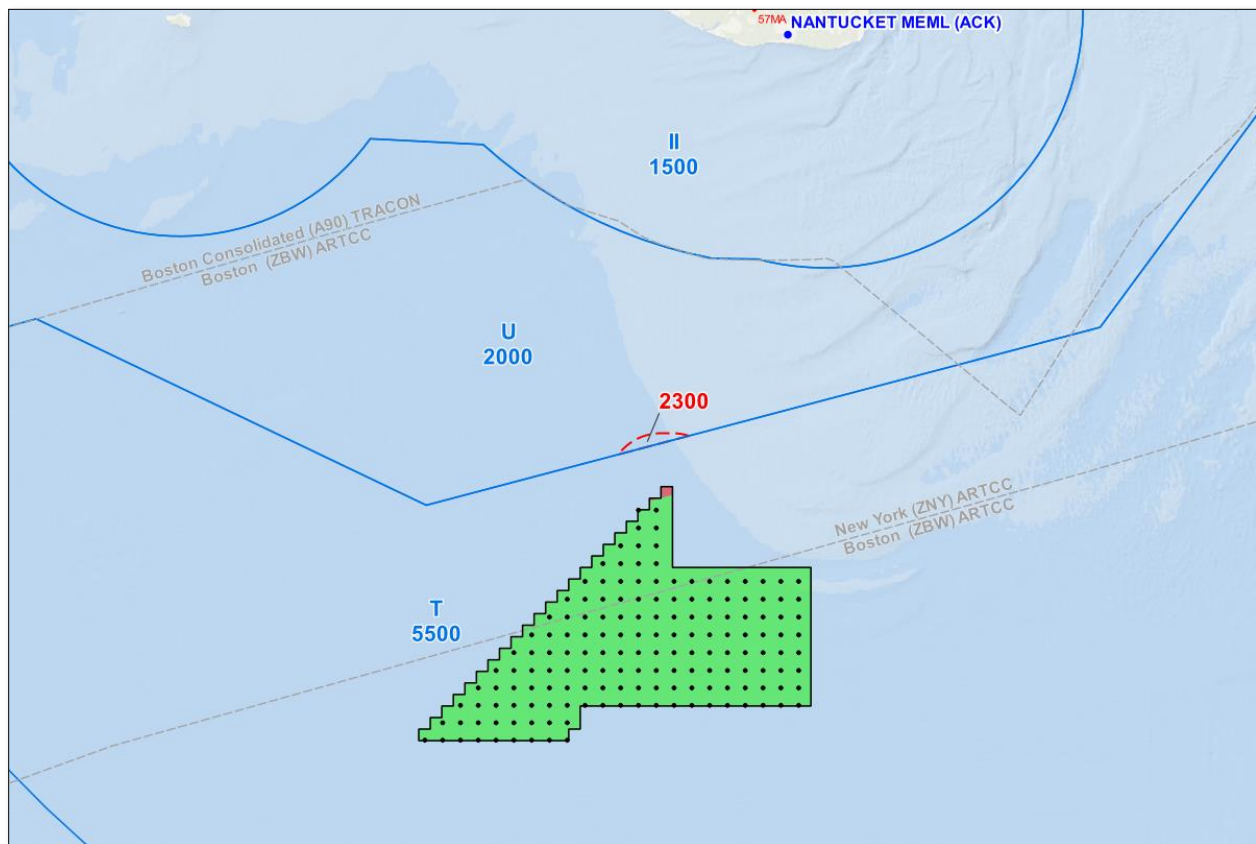 57MA
NANTUCKET MEML (ACK)
II
1500
Boston Consolidated (A90) TRACON
Boston (ZBW) ARTCC
U
2000
2300
New York (ZNY) ARTCC
Boston (ZBW) ARTCC
T
5500